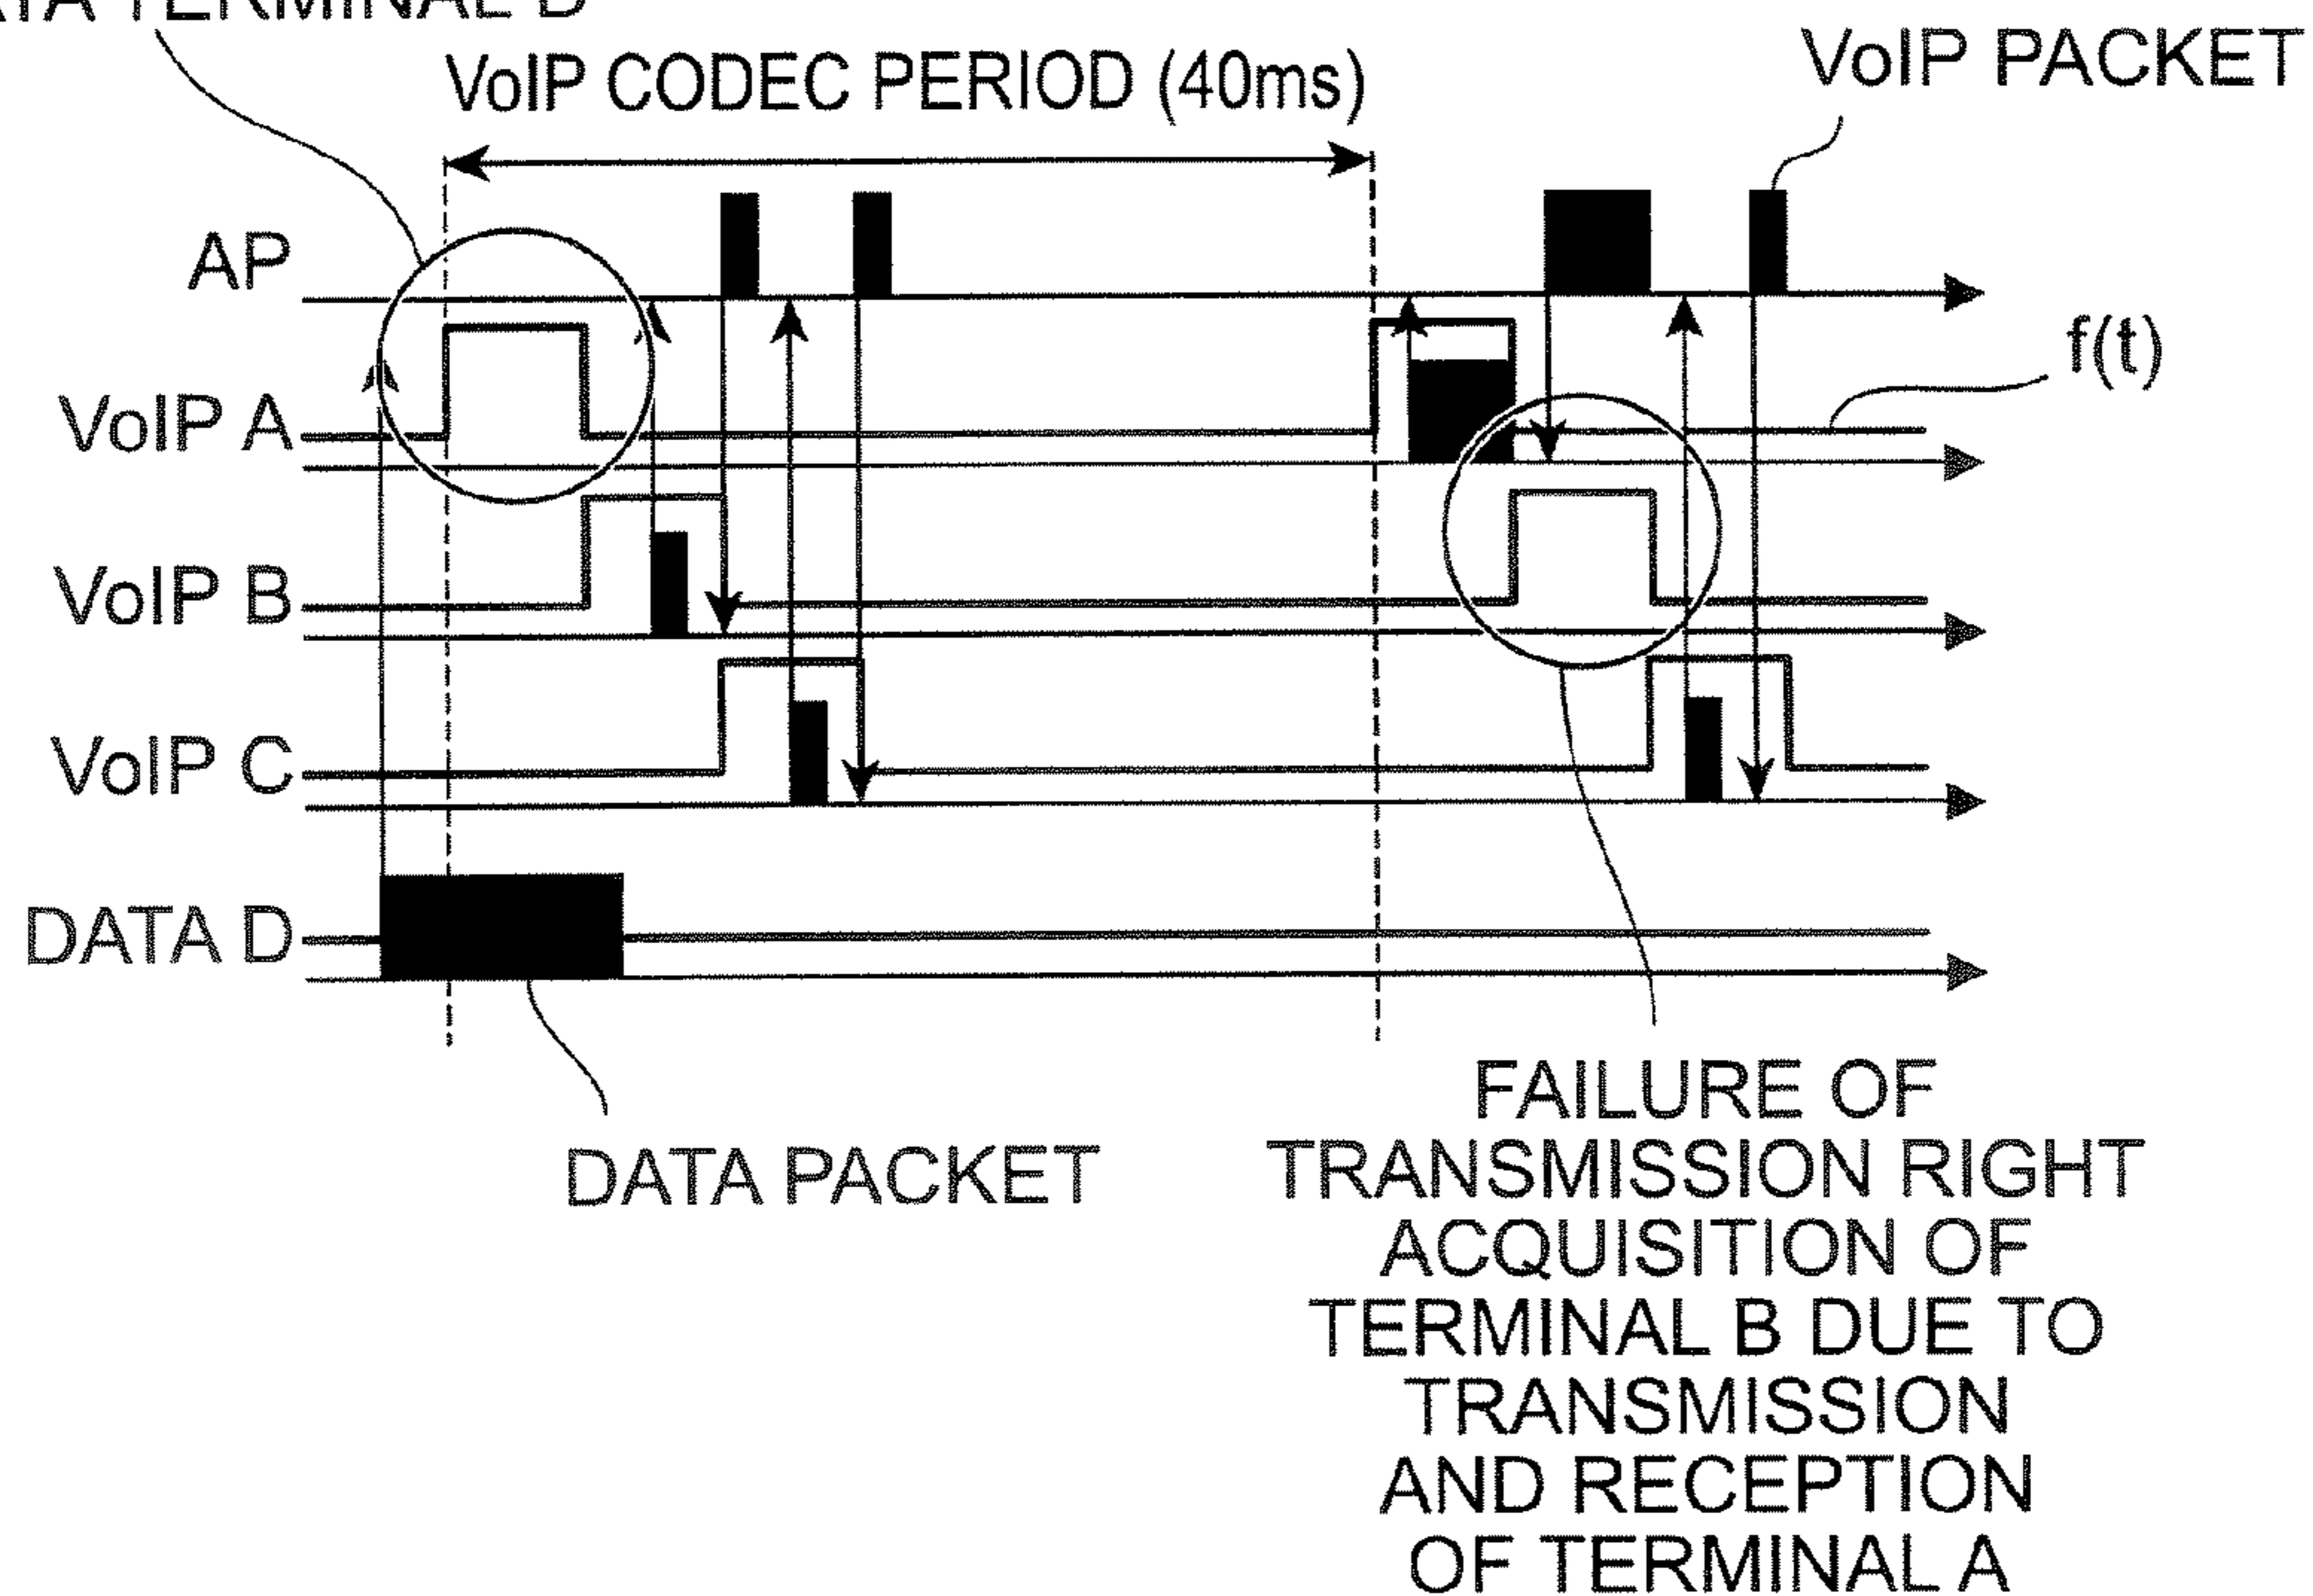 TERMINAL D
VoIP CODEC PERIOD (40ms)
VoIP PACKET
AP
f(t)
VoIP A
VoIP B
VoIP C
DATA D
DATA PACKET
FAILURE OF
TRANSMISSION RIGHT
ACQUISITION OF
TERMINAL B DUE TO
TRANSMISSION
AND RECEPTION
OF TERMINAL A